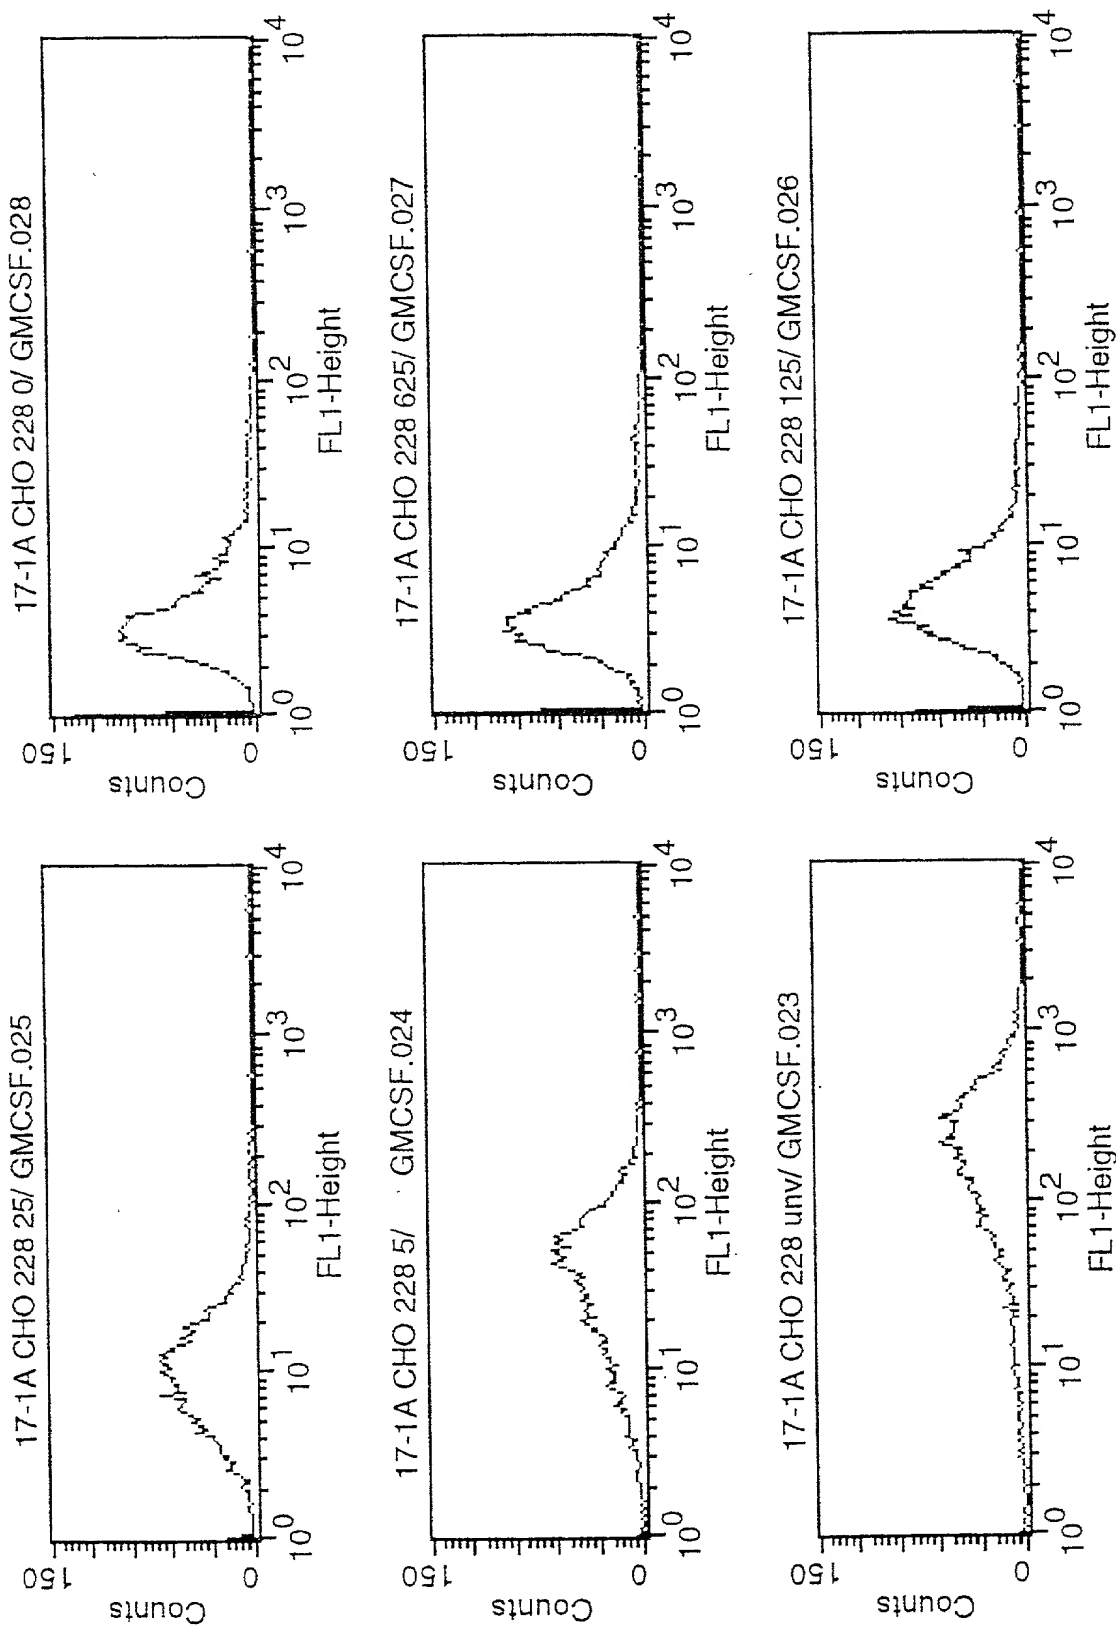 17-1A CHO 228 25/ GMCSF.025
150
Counts
0
10^0 10^1 10^2 10^3 10^4
FL1-Height
17-1A CHO 228 0/ GMCSF.028
150
Counts
0
10^0 10^1 10^2 10^3 10^4
FL1-Height
17-1A CHO 228 5/ GMCSF.024
150
Counts
0
10^0 10^1 10^2 10^3 10^4
FL1-Height
17-1A CHO 228 625/ GMCSF.027
150
Counts
0
10^0 10^1 10^2 10^3 10^4
FL1-Height
17-1A CHO 228 unv/ GMCSF.023
150
Counts
0
10^0 10^1 10^2 10^3 10^4
FL1-Height
17-1A CHO 228 125/ GMCSF.026
150
Counts
0
10^0 10^1 10^2 10^3 10^4
FL1-Height